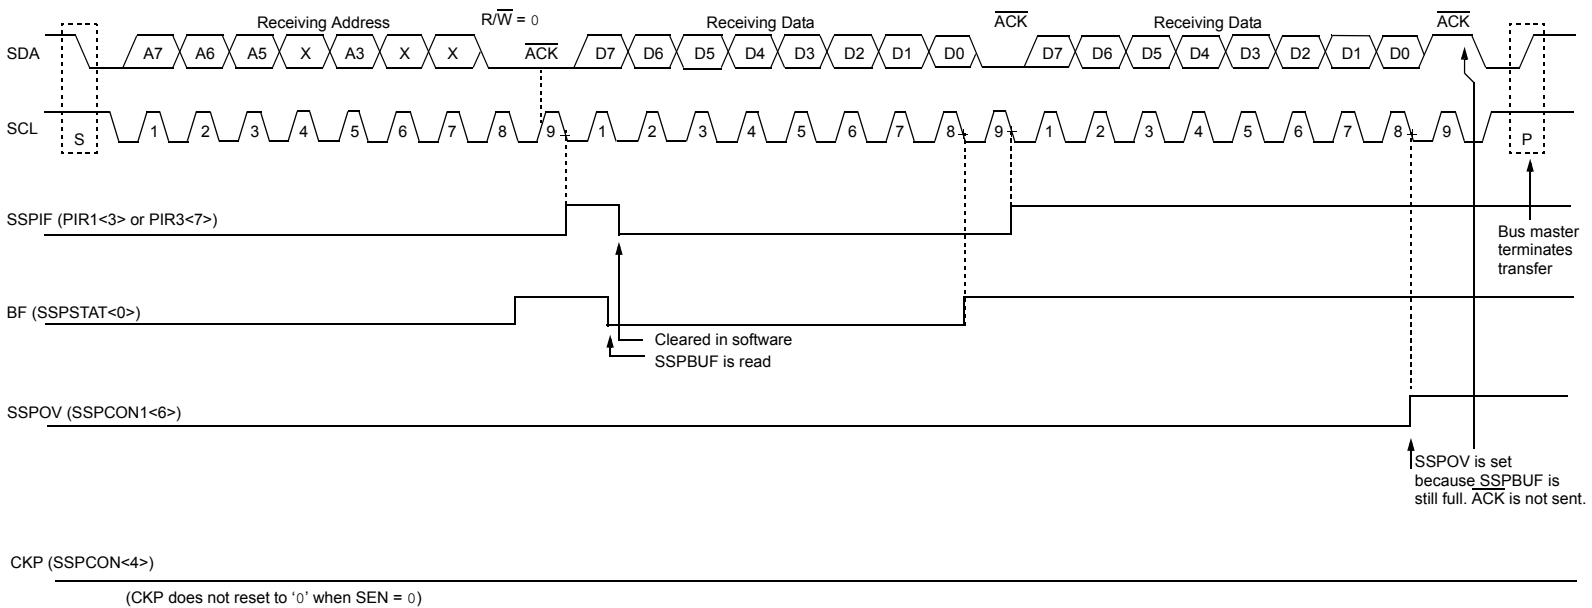 Receiving Address R/W = 0 Receiving Data ACK Receiving Data ACK
SDA A7 A6 A5 X A3 X X ACK D7 D6 D5 D4 D3 D2 D1 D0 D7 D6 D5 D4 D3 D2 D1 D0
SCL S 1 2 3 4 5 6 7 8 9 1 2 3 4 5 6 7 8 9 1 2 3 4 5 6 7 8 9 P
SSPIF (PIR1<3> or PIR3<7>)
Bus master
terminates
transfer
BF (SSPSTAT<0>)
Cleared in software
SSPBUF is read
SSPOV (SSPCON1<6>)
SSPOV is set
because SSPBUF is
still full. ACK is not sent.
CKP (SSPCON<4>)
(CKP does not reset to ‘0’ when SEN = 0)